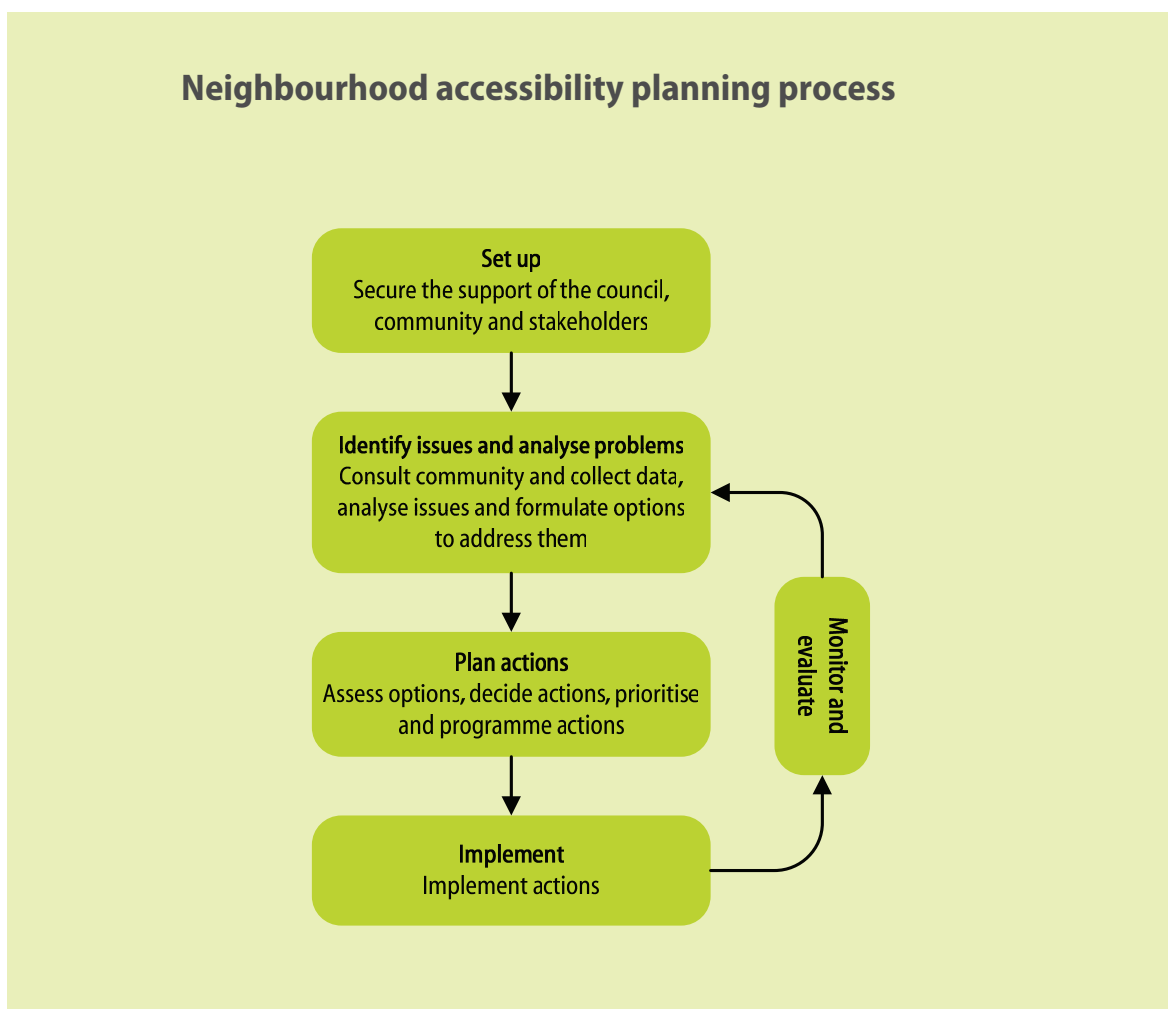 Neighbourhood accessibility planning process
Set up
Secure the support of the council,
community and stakeholders
Identify issues and analyse problems
Consult community and collect data,
analyse issues and formulate options
to address them
Plan actions
Assess options, decide actions, prioritise
and programme actions
Implement
Implement actions
Monitor and
evaluate